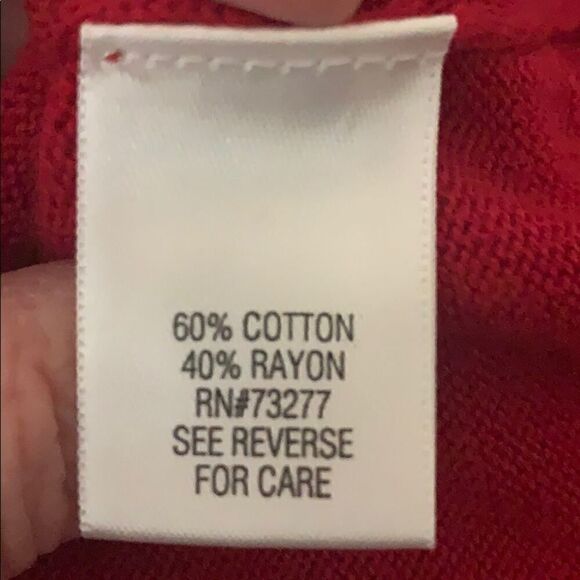 60% COTTON
40% RAYON
RN#73277
SEE REVERSE
FOR CARE